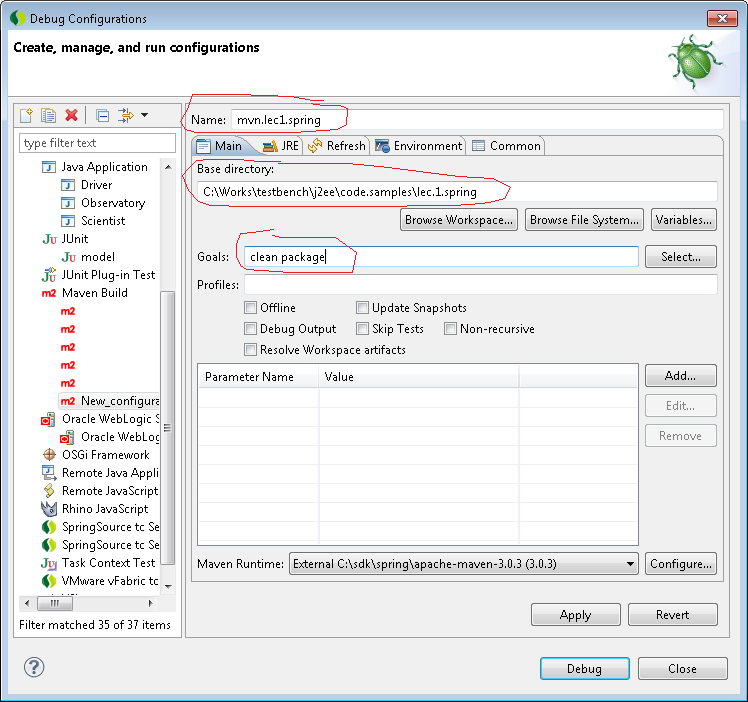 Debug Configurations
Create, manage, and run configurations
type filter text
Java Application
Driver
Observatory
Scientist
JUnit
model
JUnit Plug-in Test
Maven Build
m2
m2
m2
m2
m2
m2
New_configura
Oracle WebLogic S
Oracle WebLog
OSGi Framework
Remote Java Appli
Remote JavaScript
Rhino JavaScript
SpringSource tc Se
SpringSource tc Se
Task Context Test
VMware vFabric tc
Filter matched 35 of 37 items
Name: mvn.lec1.spring
Main JRE Refresh Environment Common
Base directory:
C:\Works\testbench\j2ee\code.samples\lec.1.spring
Browse Workspace... Browse File System... Variables...
Goals: clean package Select...
Profiles:
Offline Update Snapshots
Debug Output Skip Tests Non-recursive
Resolve Workspace artifacts
Parameter Name Value Add...
Edit...
Remove
Maven Runtime: External C:\sdk\spring\apache-maven-3.0.3 (3.0.3) Configure...
Apply Revert
Debug Close